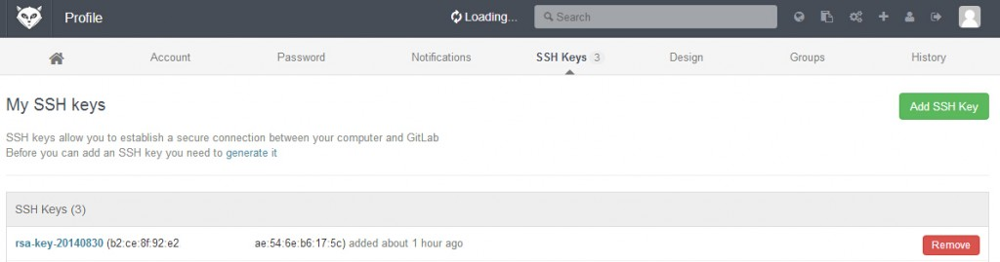 Profile
Loading...
Search
Account
Password
Notifications
SSH Keys 3
Design
Groups
History
My SSH keys
Add SSH Key
SSH keys allow you to establish a secure connection between your computer and GitLab
Before you can add an SSH key you need to generate it
SSH Keys (3)
rsa-key-20140830 (b2:ce:8f:92:e2 ae:54:6e:b6:17:5c) added about 1 hour ago
Remove